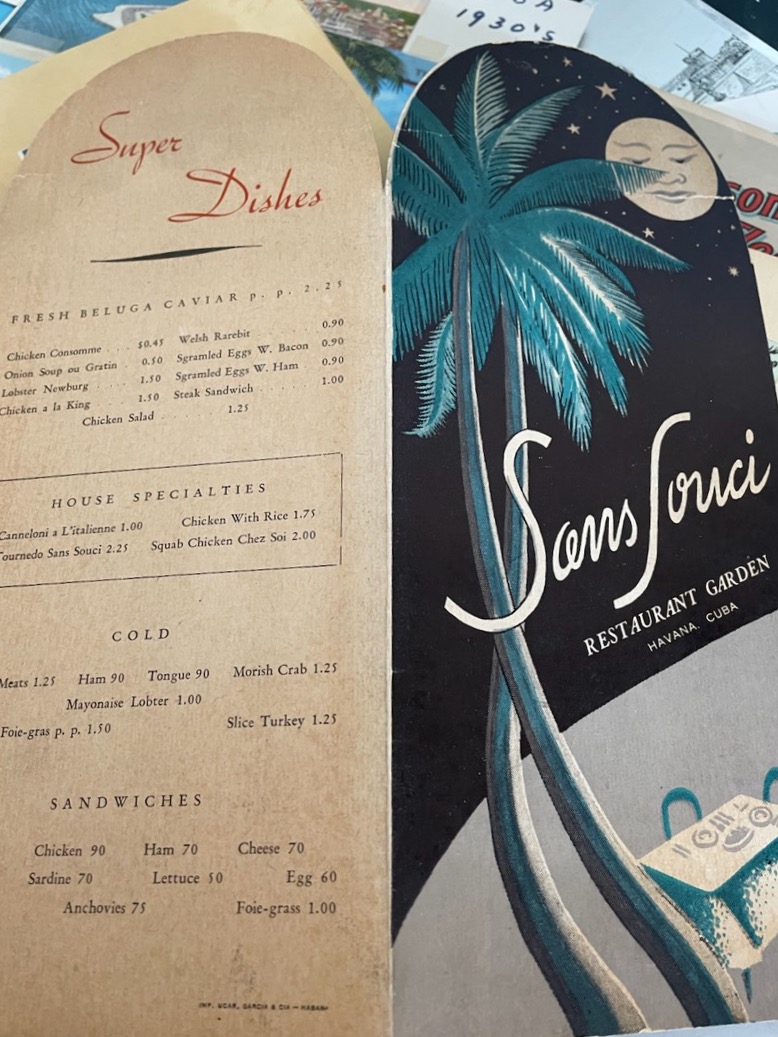 1930's
Super
Dishes
FRESH BELUGA CAVIAR p. p. 2.25
Chicken Consomme . . . $0.45 Welsh Rarebit . . . . 0.90
Onion Soup ou Gratin . 0.50 Sgramled Eggs W. Bacon 0.90
Lobster Newburg . . . . 1.50 Sgramled Eggs W. Ham . 0.90
Chicken a la King . . . 1.50 Steak Sandwich . . . . . 1.00
Chicken Salad . . . . . 1.25
HOUSE SPECIALTIES
Canneloni a L'italienne 1.00 Chicken With Rice 1.75
Tournedo Sans Souci 2.25 Squab Chicken Chez Soi 2.00
COLD
Meats 1.25 Ham 90 Tongue 90 Morish Crab 1.25
Mayonaise Lobter 1.00
Foie-gras p. p. 1.50 Slice Turkey 1.25
SANDWICHES
Chicken 90 Ham 70 Cheese 70
Sardine 70 Lettuce 50 Egg 60
Anchovies 75 Foie-grass 1.00
IMP. UCAR, GARCIA & CIA — HABANA
Sans Souci
RESTAURANT GARDEN
HAVANA, CUBA